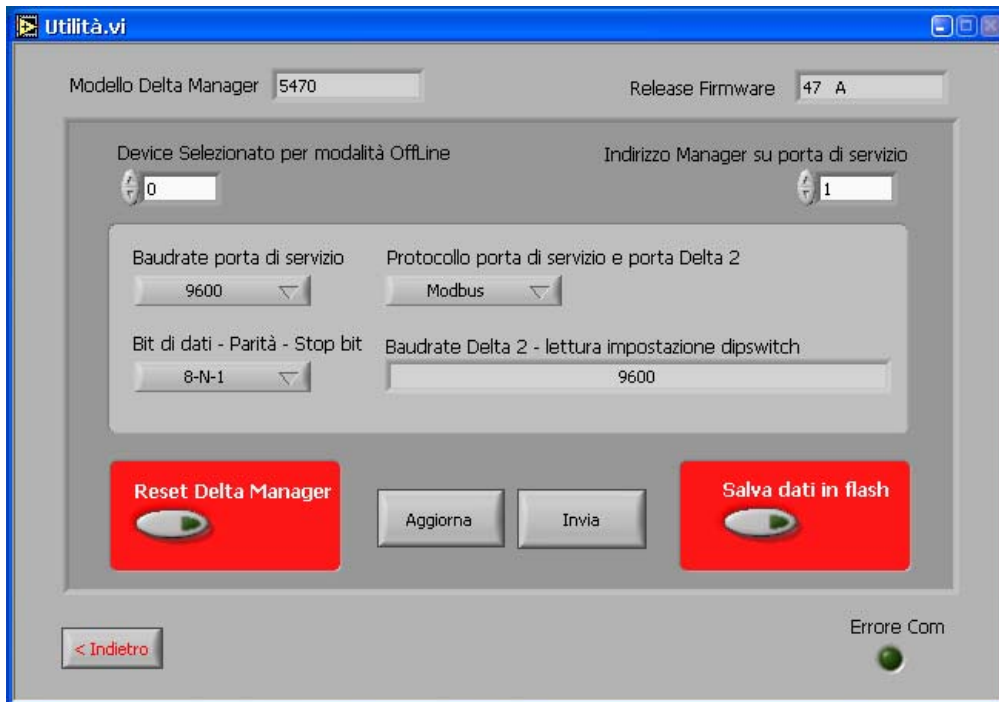 Utilità.vi
Modello Delta Manager 5470
Release Firmware 47 A
Device Selezionato per modalità OffLine
0
Indirizzo Manager su porta di servizio
1
Baudrate porta di servizio
9600
Protocollo porta di servizio e porta Delta 2
Modbus
Bit di dati - Parità - Stop bit
8-N-1
Baudrate Delta 2 - lettura impostazione dipswitch
9600
Reset Delta Manager
Aggiorna
Invia
Salva dati in flash
< Indietro
Errore Com